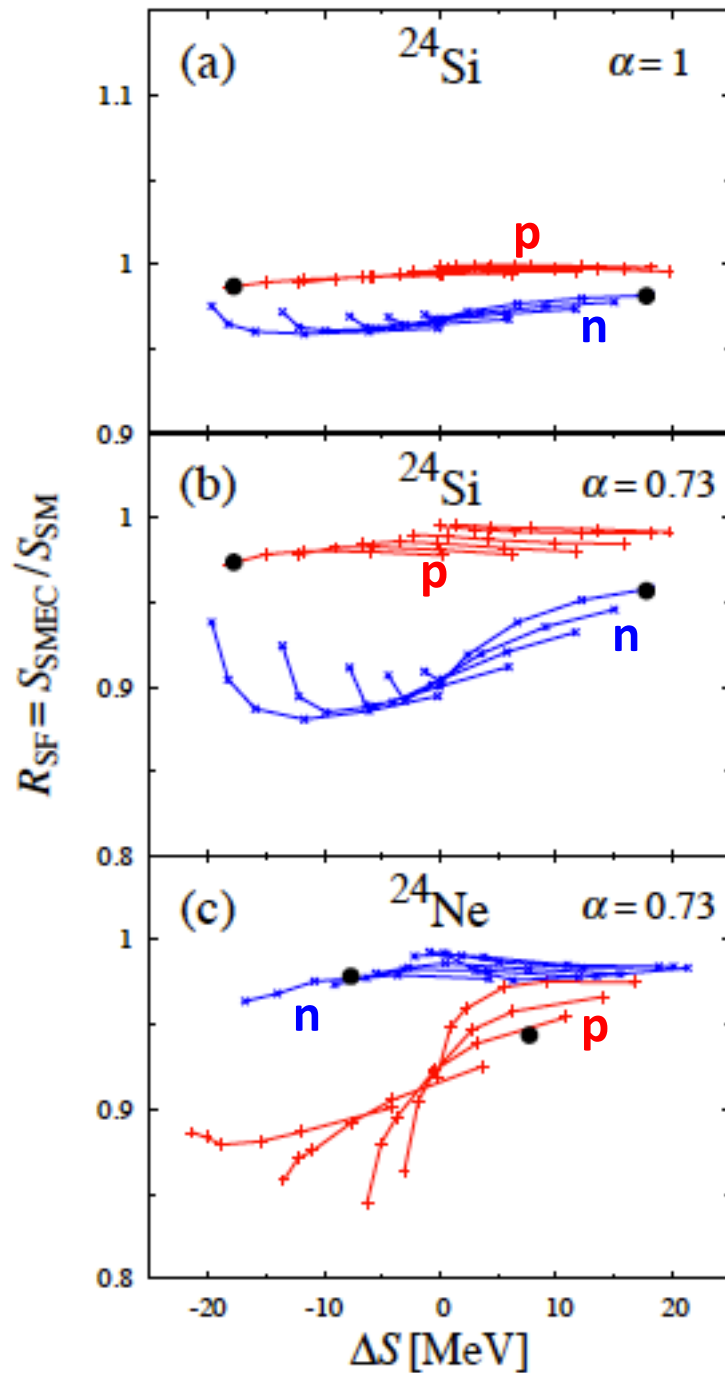 (a) ²⁴Si α = 1
1.1
p
1
n
0.9
(b) ²⁴Si α = 0.73
1
p
n
0.9
0.8
(c) ²⁴Ne α = 0.73
1
n
p
0.9
0.8
-20 -10 0 10 20
ΔS [MeV]
R_SF = S_SMEC / S_SM